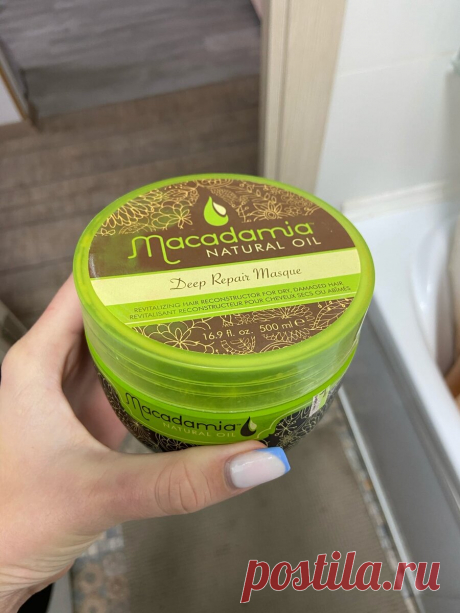 Macadamia
NATURAL OIL
Deep Repair Masque
REVITALIZING HAIR RECONSTRUCTOR FOR DRY, DAMAGED HAIR
REVITALISANT RECONSTRUCTEUR POUR CHEVEUX SECS OU ABÎMÉS
16.9 fl. oz. 500 ml e
Macadamia
NATURAL OIL
postila.ru